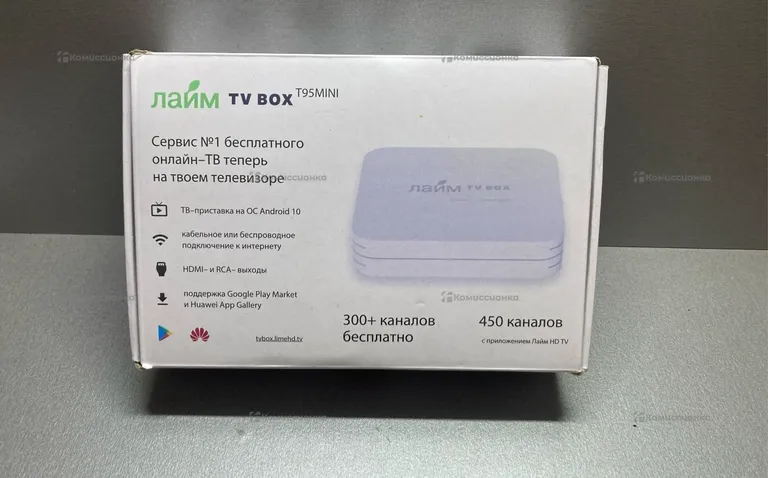 лайм TV BOX T95MINI
Сервис №1 бесплатного
онлайн–ТВ теперь
на твоем телевизоре
ТВ–приставка на ОС Android 10
кабельное или беспроводное
подключение к интернету
HDMI– и RCA– выходы
поддержка Google Play Market
и Huawei App Gallery
tvbox.limehd.tv
лайм TV BOX
300+ каналов
бесплатно
450 каналов
с приложением Лайм HD TV
Комиссионко
Комиссионко
Комиссионко
Комиссионко
Комиссионко
Комиссионко
Комиссионко